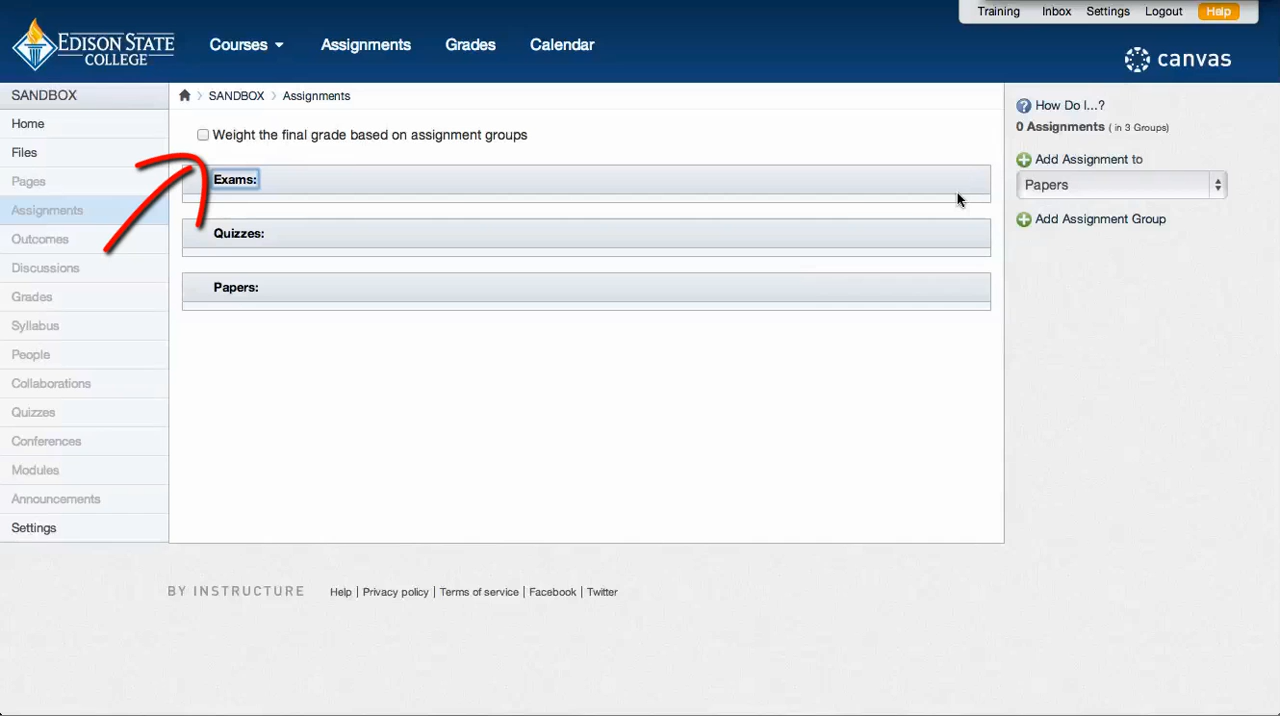 Training Inbox Settings Logout Help
EDISON STATE
COLLEGE
Courses Assignments Grades Calendar
canvas
SANDBOX
Home
Files
Pages
Assignments
Outcomes
Discussions
Grades
Syllabus
People
Collaborations
Quizzes
Conferences
Modules
Announcements
Settings
SANDBOX Assignments
Weight the final grade based on assignment groups
Exams:
Quizzes:
Papers:
How Do I...?
0 Assignments ( in 3 Groups)
Add Assignment to
Papers
Add Assignment Group
BY INSTRUCTURE
Help | Privacy policy | Terms of service | Facebook | Twitter